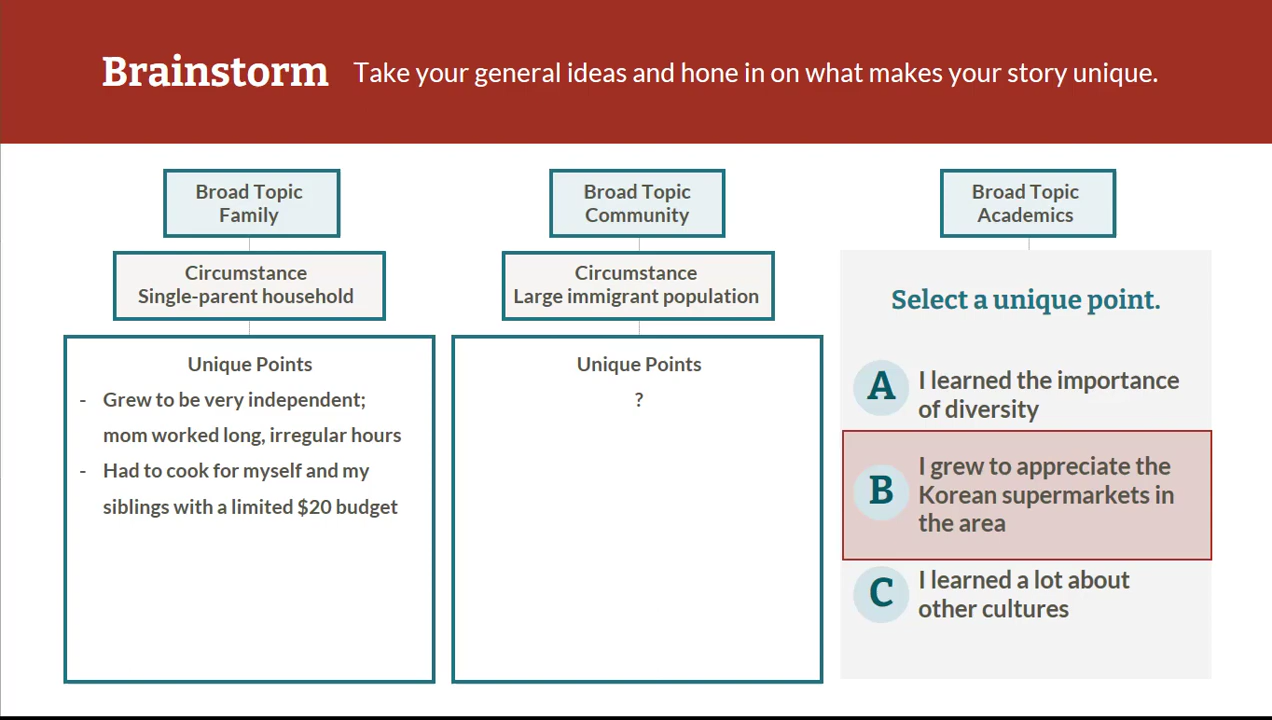 Brainstorm Take your general ideas and hone in on what makes your story unique.
Broad Topic
Family
Circumstance
Single-parent household
Unique Points
- Grew to be very independent;
mom worked long, irregular hours
- Had to cook for myself and my
siblings with a limited $20 budget
Broad Topic
Community
Circumstance
Large immigrant population
Unique Points
?
Broad Topic
Academics
Select a unique point.
A I learned the importance
of diversity
I grew to appreciate the
B Korean supermarkets in
the area
C I learned a lot about
other cultures